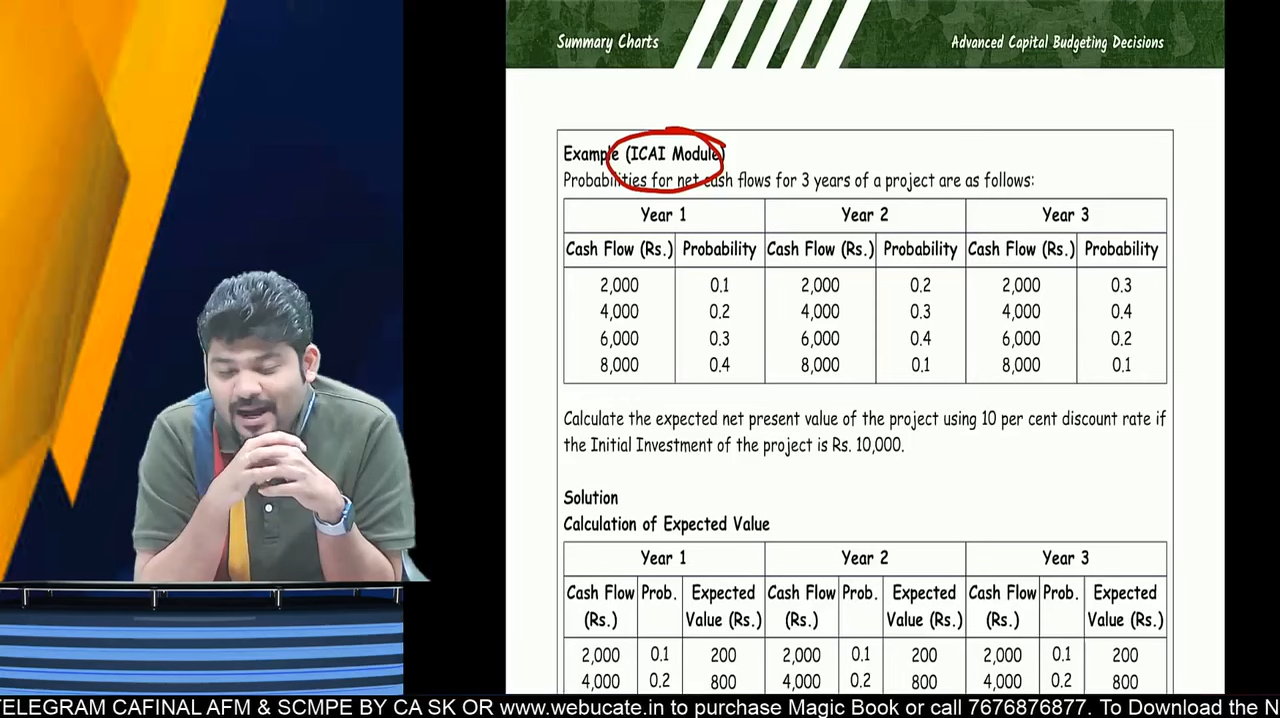 Summary Charts Advanced Capital Budgeting Decisions
Example (ICAI Module)
Probabilities for net cash flows for 3 years of a project are as follows:
Year 1 Year 2 Year 3
Cash Flow (Rs.) Probability Cash Flow (Rs.) Probability Cash Flow (Rs.) Probability
2,000 0.1 2,000 0.2 2,000 0.3
4,000 0.2 4,000 0.3 4,000 0.4
6,000 0.3 6,000 0.4 6,000 0.2
8,000 0.4 8,000 0.1 8,000 0.1
Calculate the expected net present value of the project using 10 per cent discount rate if
the Initial Investment of the project is Rs. 10,000.
Solution
Calculation of Expected Value
Year 1 Year 2 Year 3
Cash Flow Prob. Expected Cash Flow Prob. Expected Cash Flow Prob. Expected
(Rs.) Value (Rs.) (Rs.) Value (Rs.) (Rs.) Value (Rs.)
2,000 0.1 200 2,000 0.1 200 2,000 0.1 200
4,000 0.2 800 4,000 0.2 800 4,000 0.2 800
TELEGRAM CAFINAL AFM & SCMPE BY CA SK OR www.webucate.in to purchase Magic Book or call 7676876877. To Download the N